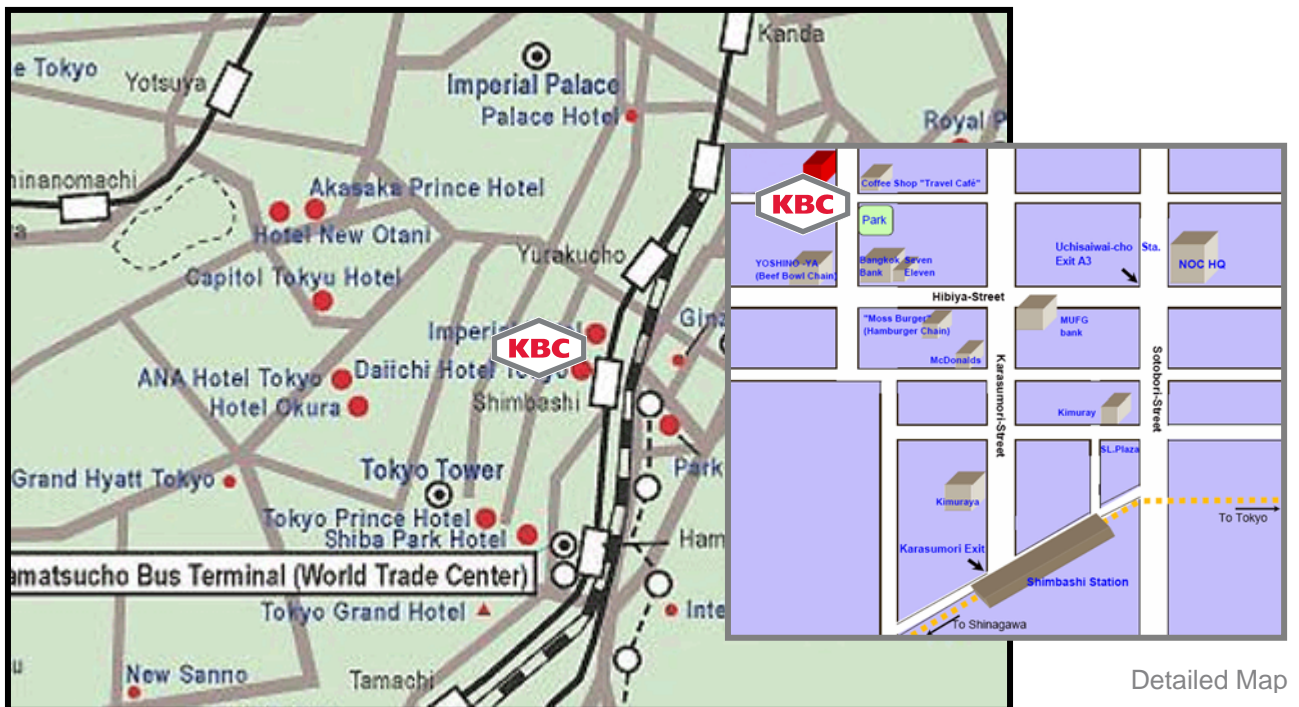 Kanda
e Tokyo
Yotsuya
Imperial Palace
Palace Hotel
Royal P
hinanomachi
Akasaka Prince Hotel
Hotel New Otani
Yurakucho
Capitol Tokyu Hotel
Imperial
KBC
Ginz
ANA Hotel Tokyo
Daiichi Hotel Tokyo
Hotel Okura
Shimbashi
Grand Hyatt Tokyo
Tokyo Tower
Park
Tokyo Prince Hotel
Shiba Park Hotel
Ham
amatsucho Bus Terminal (World Trade Center)
Tokyo Grand Hotel
Inte
New Sanno
Tamachi
Coffee Shop "Travel Café"
KBC
Park
YOSHINO -YA
(Beef Bowl Chain)
Bangkok
Bank
Seven
Eleven
Uchisaiwai-cho
Exit A3
Sta.
NOC HQ
Hibiya-Street
"Moss Burger"
(Hamburger Chain)
MUFG
bank
McDonalds
Karasumori-Street
Sotobori-Street
Kimuray
SL.Plaza
Kimuraya
To Tokyo
Karasumori Exit
Shimbashi Station
To Shinagawa
Detailed Map